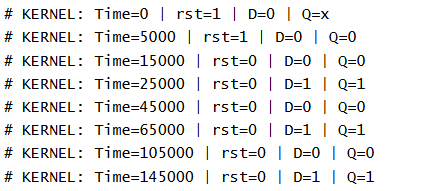 # KERNEL: Time=0 | rst=1 | D=0 | Q=x
# KERNEL: Time=5000 | rst=1 | D=0 | Q=0
# KERNEL: Time=15000 | rst=0 | D=0 | Q=0
# KERNEL: Time=25000 | rst=0 | D=1 | Q=1
# KERNEL: Time=45000 | rst=0 | D=0 | Q=0
# KERNEL: Time=65000 | rst=0 | D=1 | Q=1
# KERNEL: Time=105000 | rst=0 | D=0 | Q=0
# KERNEL: Time=145000 | rst=0 | D=1 | Q=1